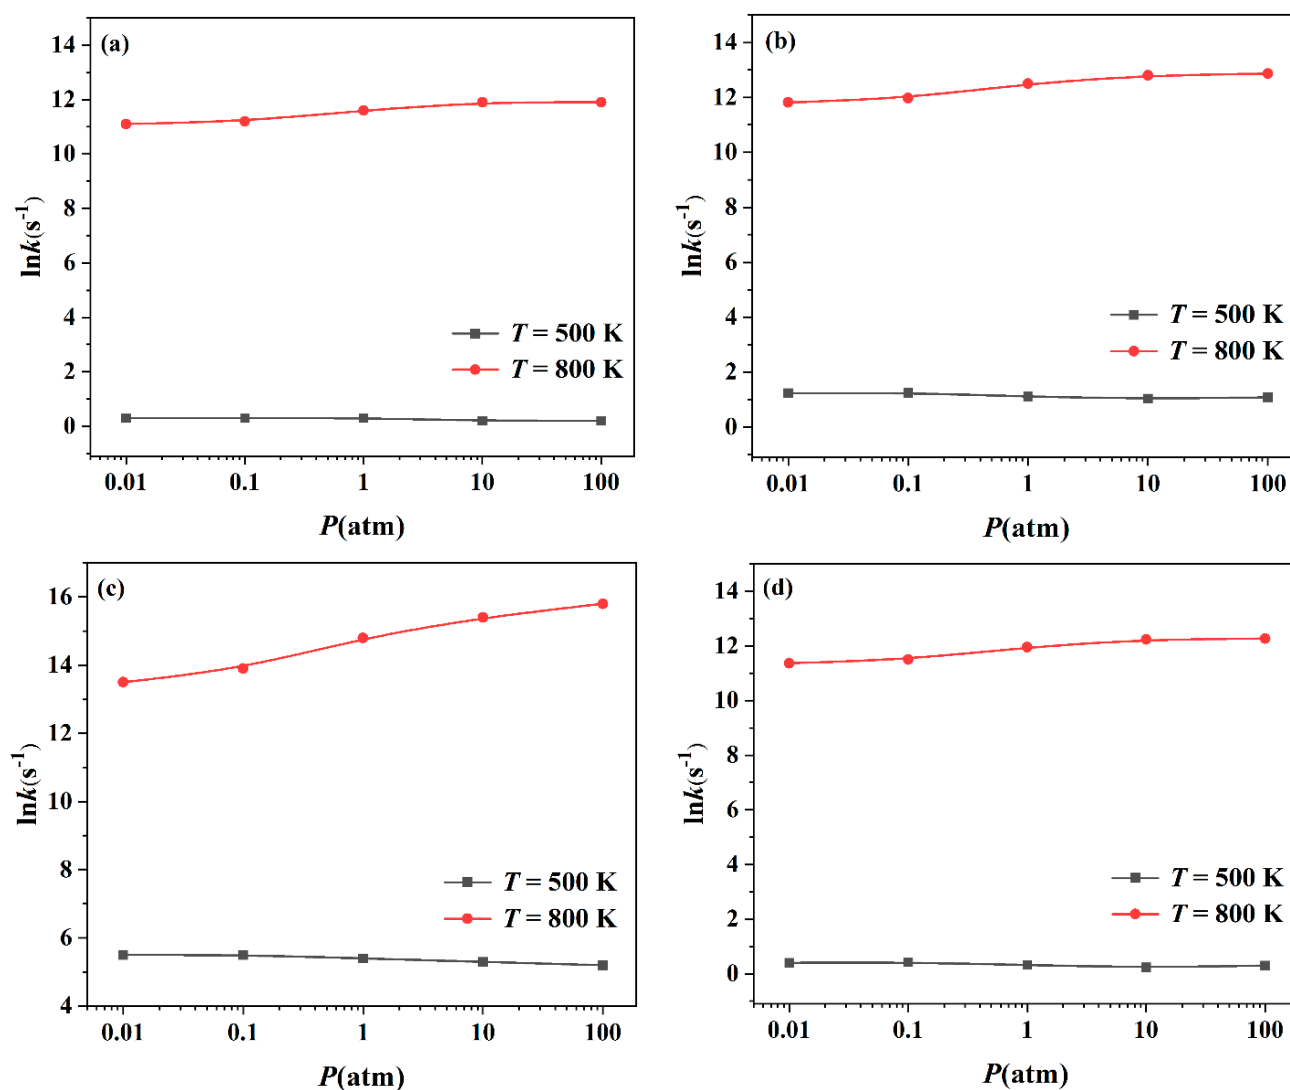 (a)
14
12
10
8
6
4
2
0
lnk(s⁻¹)
T = 500 K
T = 800 K
0.01 0.1 1 10 100
P(atm)
(b)
14
12
10
8
6
4
2
0
lnk(s⁻¹)
T = 500 K
T = 800 K
0.01 0.1 1 10 100
P(atm)
(c)
16
14
12
10
8
6
4
lnk(s⁻¹)
T = 500 K
T = 800 K
0.01 0.1 1 10 100
P(atm)
(d)
14
12
10
8
6
4
2
0
lnk(s⁻¹)
T = 500 K
T = 800 K
0.01 0.1 1 10 100
P(atm)